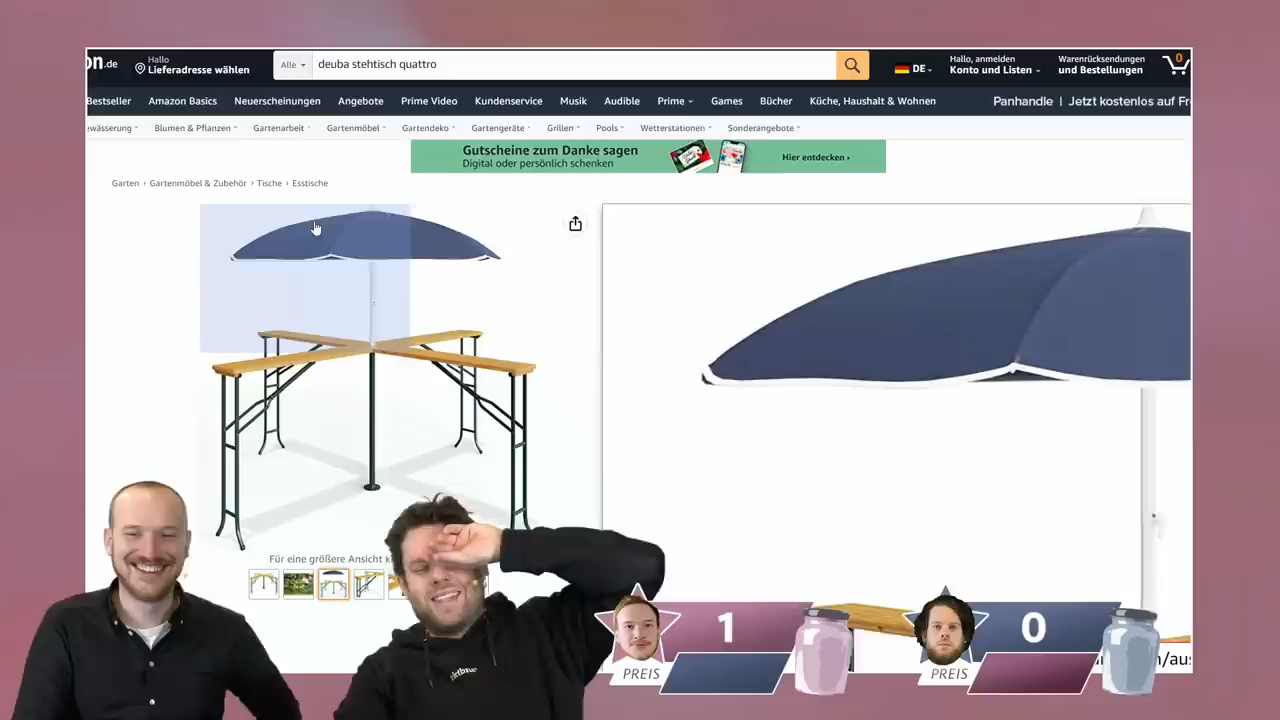 on.de
Hallo
Lieferadresse wählen
Alle
deuba stehtisch quattro
DE
Hallo, anmelden
Konto und Listen
Warenrücksendungen
und Bestellungen
0
Bestseller Amazon Basics Neuerscheinungen Angebote Prime Video Kundenservice Musik Audible Prime Games Bücher Küche, Haushalt & Wohnen
Panhandle | Jetzt kostenlos auf Fr
ewässerung Blumen & Pflanzen Gartenarbeit Gartenmöbel Gartendeko Gartengeräte Grillen Pools Wetterstationen Sonderangebote
Gutscheine zum Danke sagen
Digital oder persönlich schenken
Hier entdecken ›
Garten › Gartenmöbel & Zubehör › Tische › Esstische
Für eine größere Ansicht k
1
PREIS
0
PREIS
n/aus